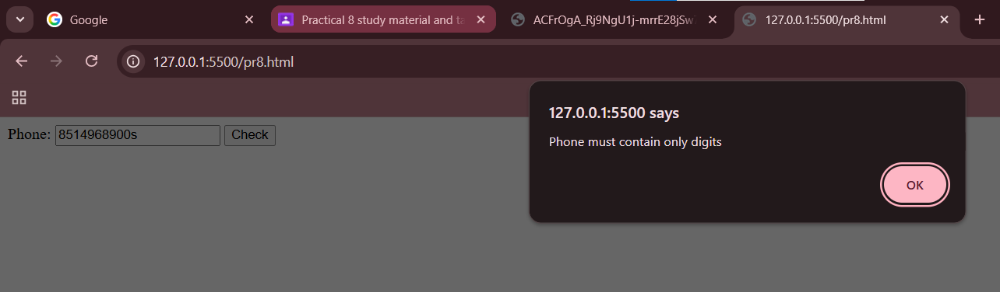 Google
Practical 8 study material and ta
ACFrOgA_Rj9NgU1j-mrrE28jSw
127.0.0.1:5500/pr8.html
127.0.0.1:5500/pr8.html
127.0.0.1:5500 says
Phone must contain only digits
OK
Phone: 8514968900s Check